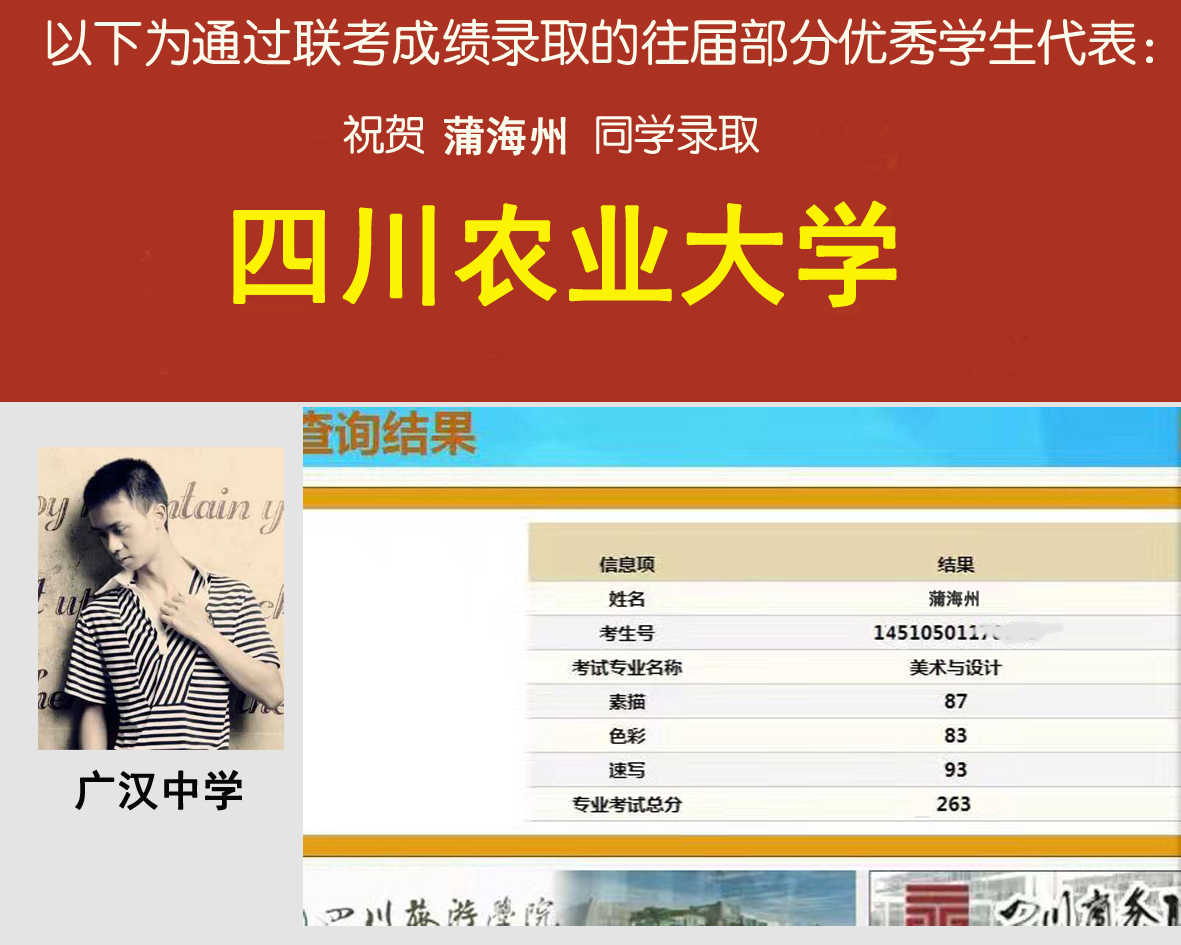 以下为通过联考成绩录取的往届部分优秀学生代表:
祝贺 蒲海州 同学录取
四川农业大学
查询结果
信息项 结果
姓名 蒲海州
考生号 1451050117
考试专业名称 美术与设计
素描 87
色彩 83
速写 93
专业考试总分 263
广汉中学
四川旅游學院
四川商务